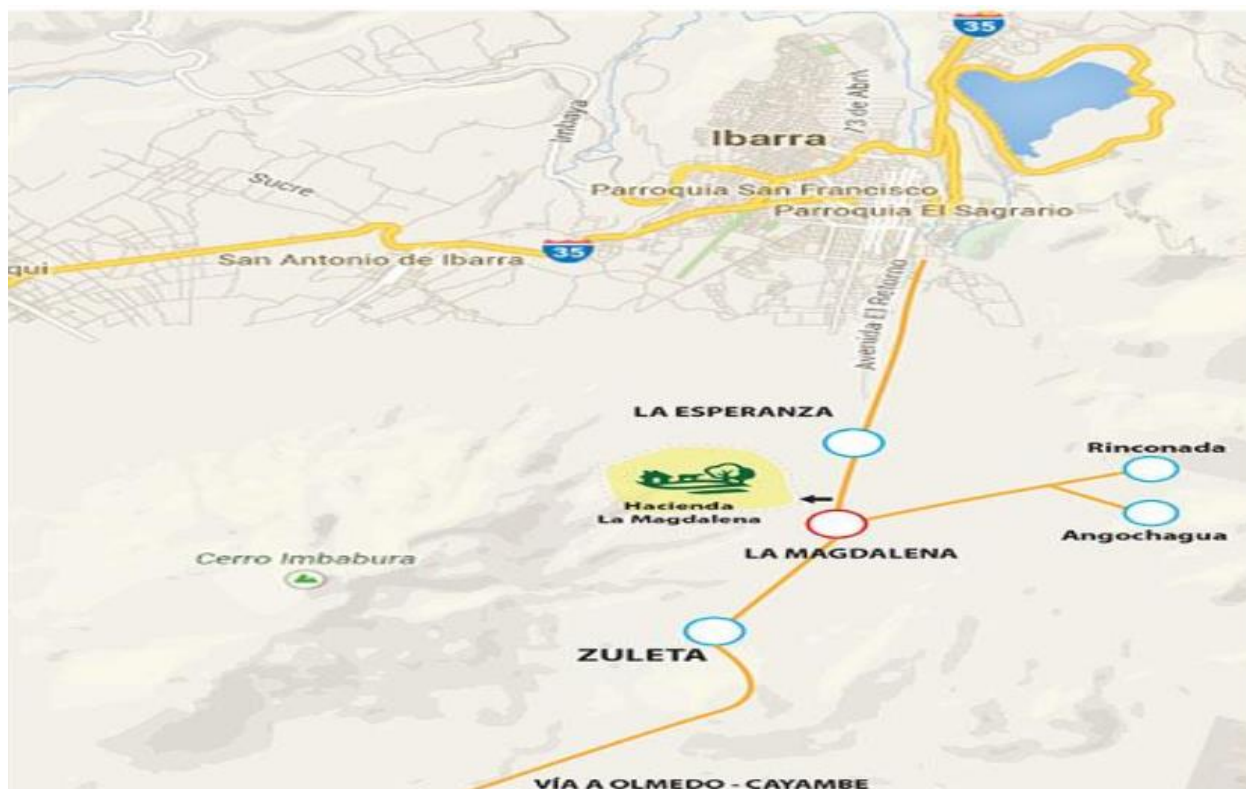 35
Imbaya
13 de Abril
Ibarra
Sucre
Parroquia San Francisco
Parroquia El Sagrario
qui
San Antonio de Ibarra
35
Avenida El Retorno
LA ESPERANZA
Rinconada
Hacienda
La Magdalena
Angochagua
LA MAGDALENA
Cerro Imbabura
ZULETA
VÍA A OLMEDO - CAYAMBE